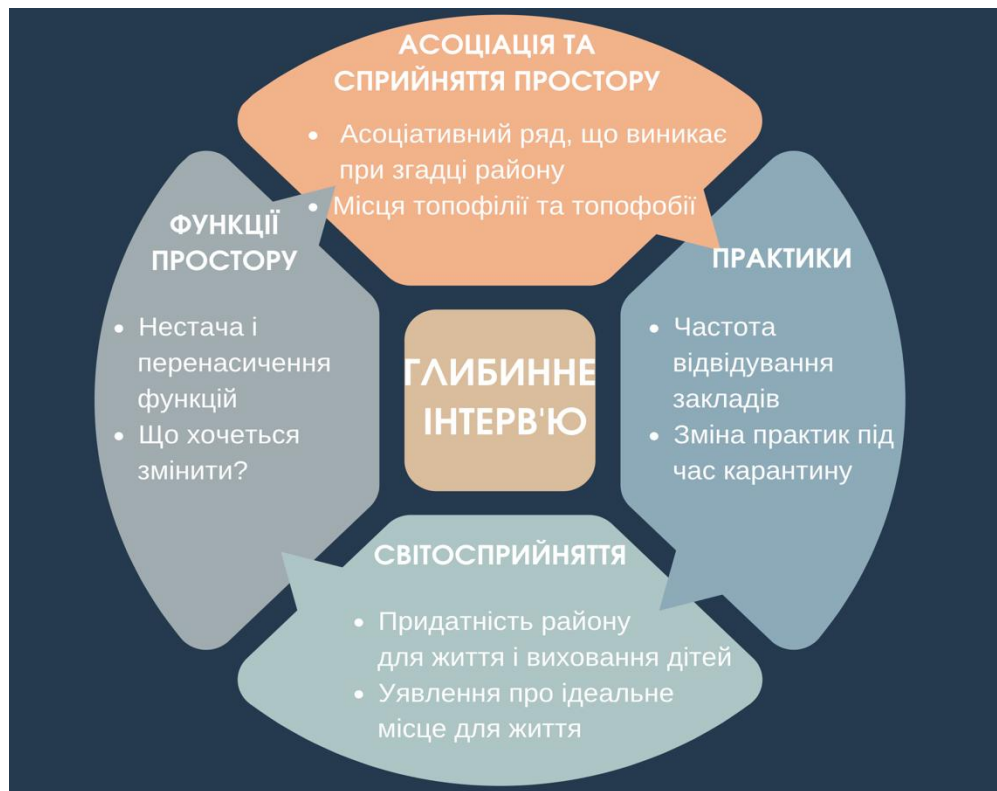 АСОЦІАЦІЯ ТА
СПРИЙНЯТТЯ ПРОСТОРУ
• Асоціативний ряд, що виникає
при згадці району
• Місця топофілії та топофобії
ФУНКЦІЇ
ПРОСТОРУ
• Нестача і
перенасичення
функцій
• Що хочеться
змінити?
ГЛИБИННЕ
ІНТЕРВ'Ю
ПРАКТИКИ
• Частота
відвідування
закладів
• Зміна практик під
час карантину
СВІТОСПРИЙНЯТТЯ
• Придатність району
для життя і виховання дітей
• Уявлення про ідеальне
місце для життя